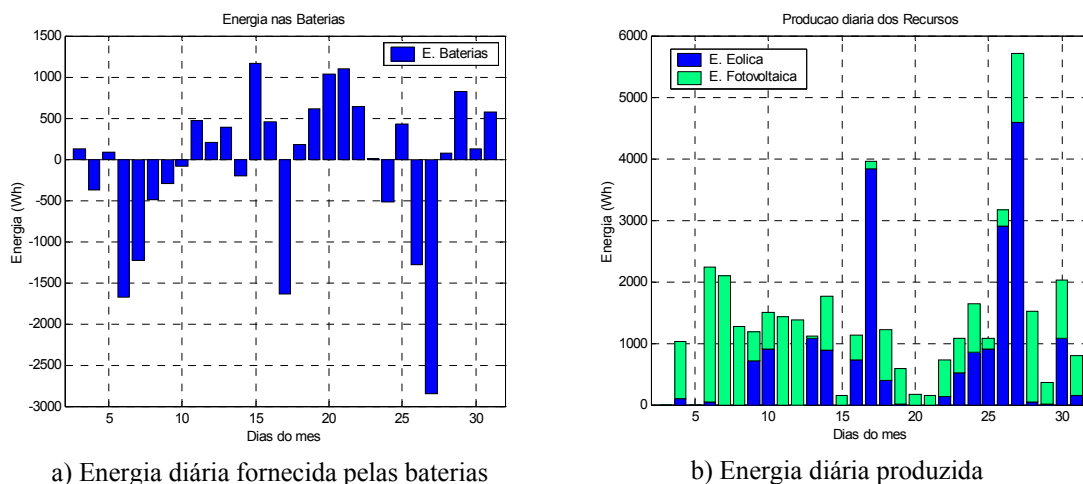 Energia nas Baterias
1500
1000
500
0
-500
-1000
-1500
-2000
-2500
-3000
Energia (Wh)
E. Baterias
5 10 15 20 25 30
Dias do mes
a) Energia diária fornecida pelas baterias
Producao diaria dos Recursos
6000
5000
4000
3000
2000
1000
0
Energia (Wh)
E. Eolica
E. Fotovoltaica
5 10 15 20 25 30
Dias do mes
b) Energia diária produzida